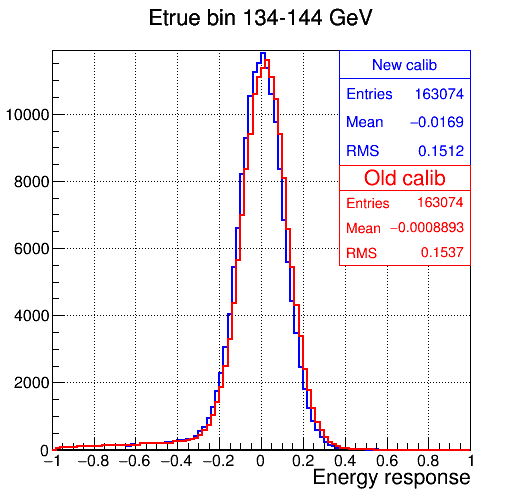 Etrue bin 134-144 GeV
New calib
Entries 163074
Mean −0.0169
RMS 0.1512
Old calib
Entries 163074
Mean −0.0008893
RMS 0.1537
10000
8000
6000
4000
2000
0
−1 −0.8 −0.6 −0.4 −0.2 0 0.2 0.4 0.6 0.8 1
Energy response